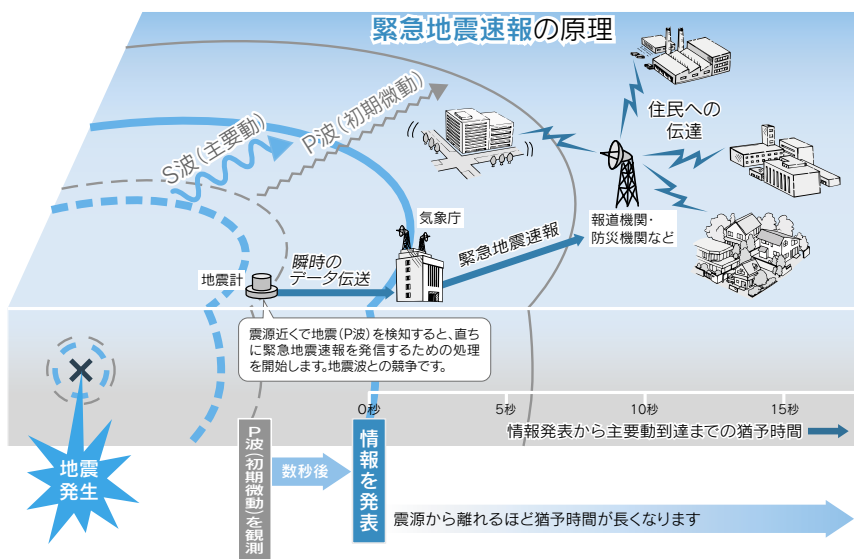 緊急地震速報の原理
S波(主要動)
P波(初期微動)
住民への
伝達
気象庁
報道機関・
防災機関など
緊急地震速報
地震計
瞬時の
データ伝送
震源近くで地震(P波)を検知すると、直ち
に緊急地震速報を発信するための処理
を開始します。地震波との競争です。
0秒
5秒
10秒
15秒
情報発表から主要動到達までの猶予時間
地震
発生
P波(初期微動)を観測
数秒後
情報を発表
震源から離れるほど猶予時間が長くなります